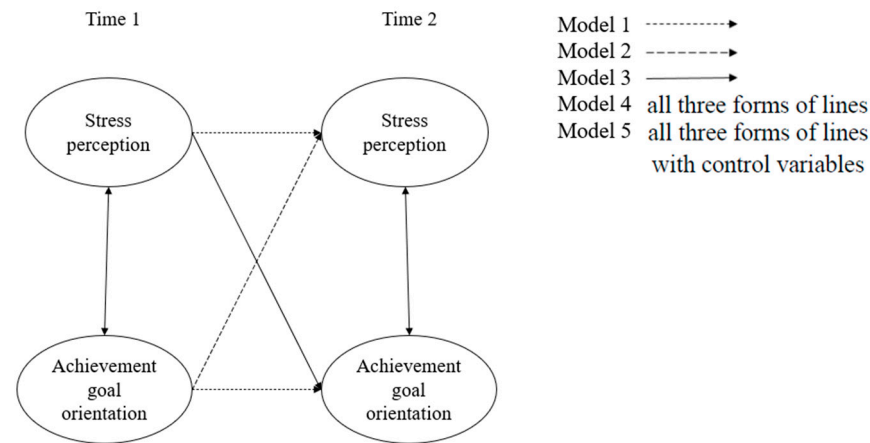 Time 1
Time 2
Stress
perception
Stress
perception
Achievement
goal
orientation
Achievement
goal
orientation
Model 1
Model 2
Model 3
Model 4 all three forms of lines
Model 5 all three forms of lines
with control variables